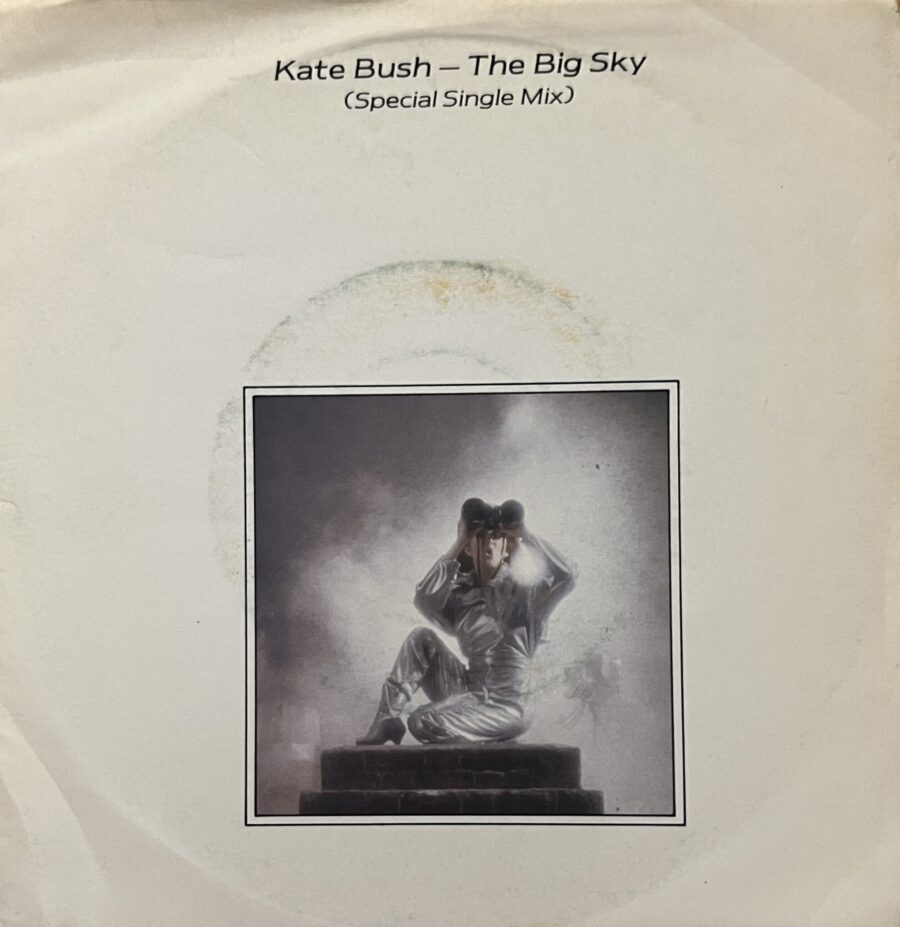 Kate Bush – The Big Sky
(Special Single Mix)